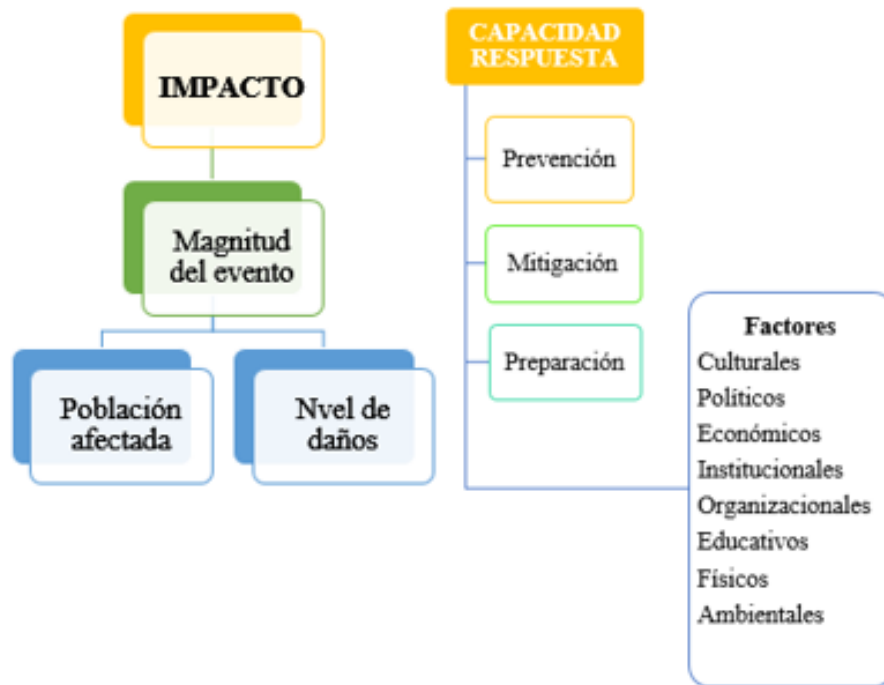 IMPACTO
Magnitud
del evento
Población
afectada
Nvel de
daños
CAPACIDAD
RESPUESTA
Prevención
Mitigación
Preparación
Factores
Culturales
Políticos
Económicos
Institucionales
Organizacionales
Educativos
Físicos
Ambientales